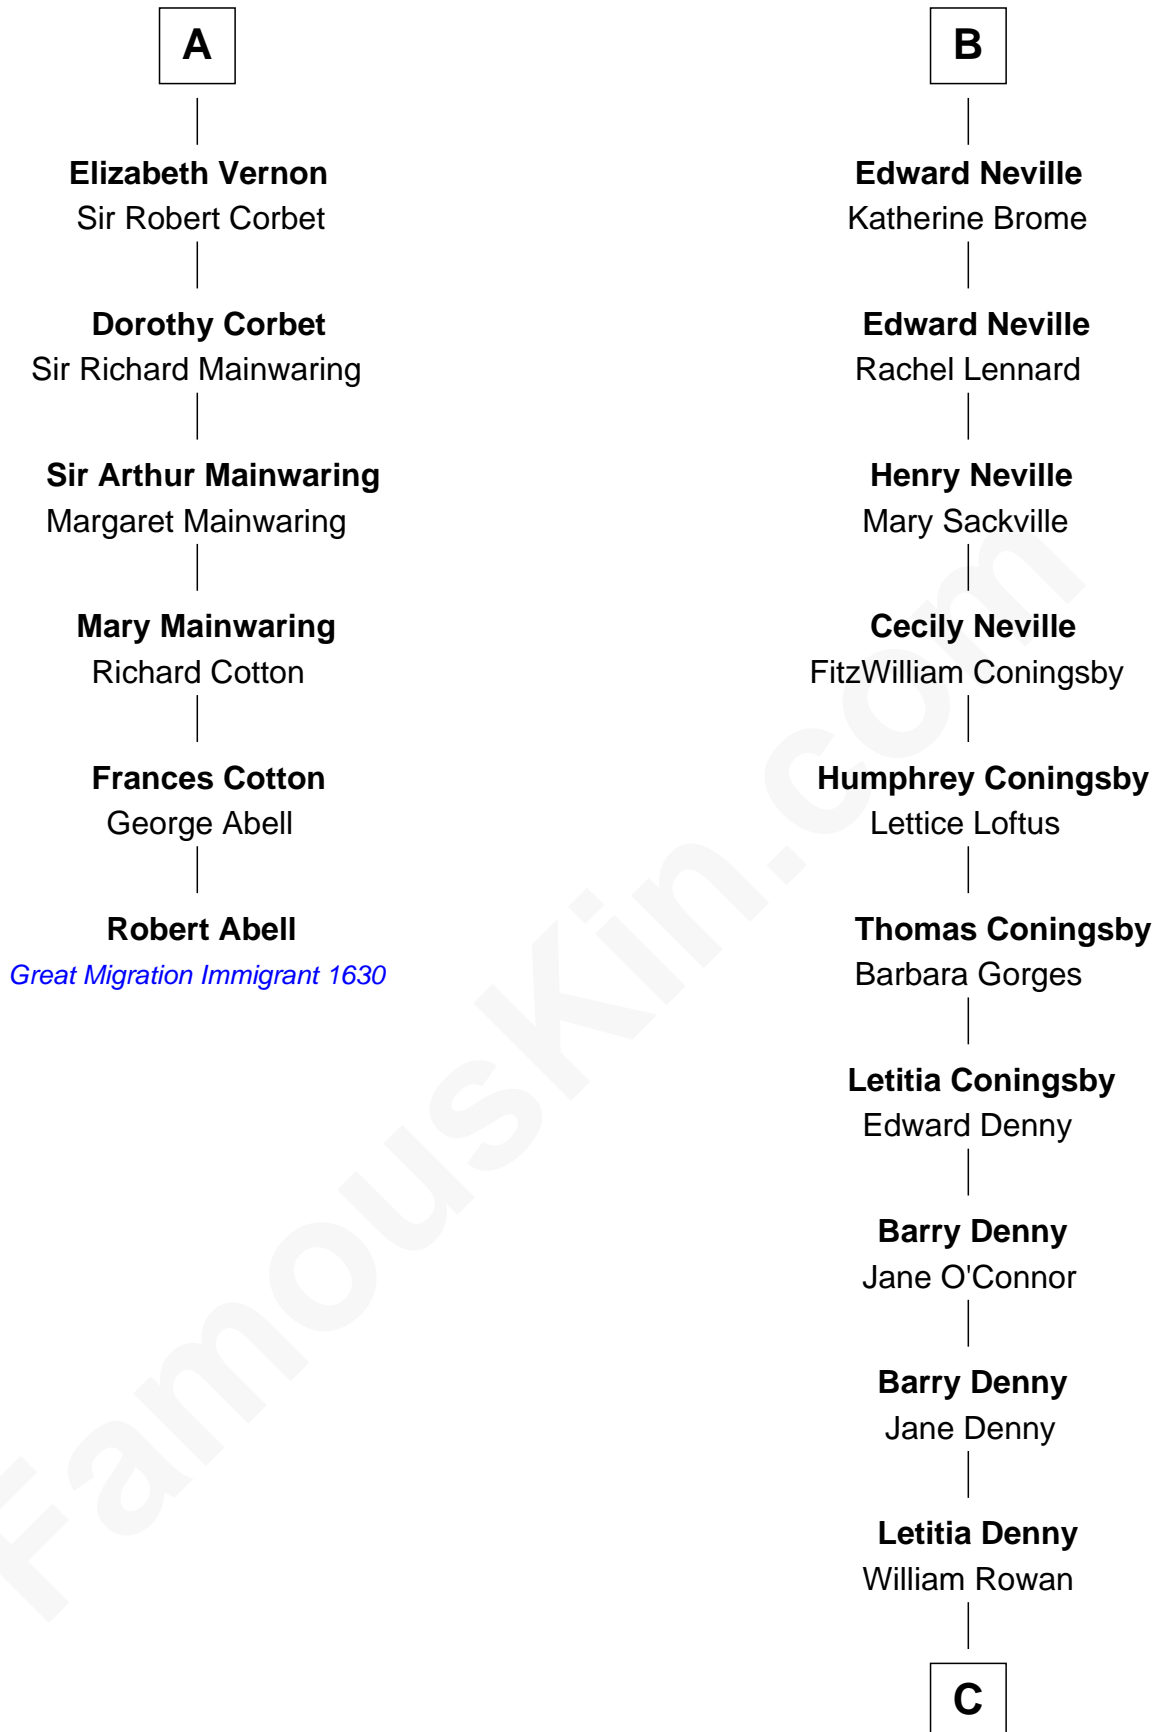 A
Elizabeth Vernon
Sir Robert Corbet
Dorothy Corbet
Sir Richard Mainwaring
Sir Arthur Mainwaring
Margaret Mainwaring
Mary Mainwaring
Richard Cotton
Frances Cotton
George Abell
Robert Abell
Great Migration Immigrant 1630
B
Edward Neville
Katherine Brome
Edward Neville
Rachel Lennard
Henry Neville
Mary Sackville
Cecily Neville
FitzWilliam Coningsby
Humphrey Coningsby
Lettice Loftus
Thomas Coningsby
Barbara Gorges
Letitia Coningsby
Edward Denny
Barry Denny
Jane O'Connor
Barry Denny
Jane Denny
Letitia Denny
William Rowan
C
FamousKin.com